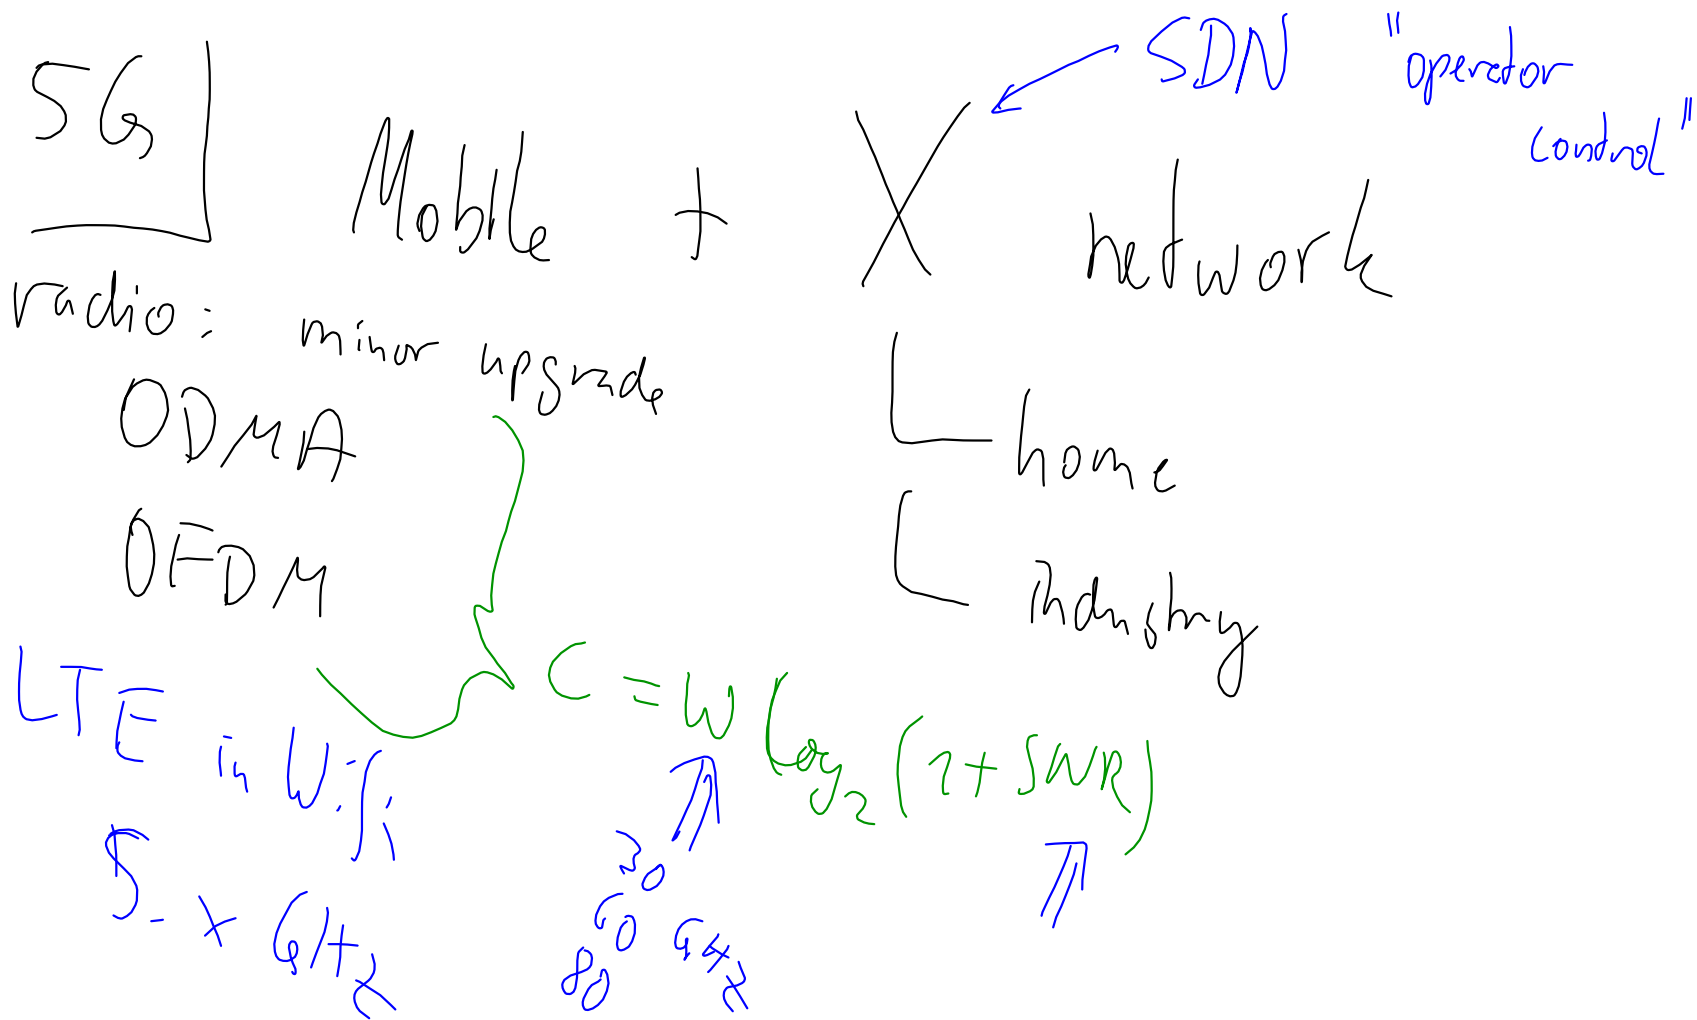 5G
Mobile + X network
SDN "operator
control"
radio: minor upgrade
ODMA
OFDM
home
industry
C = W log₂ (1 + SNR)
LTE in Wifi
5 - x GHz
30
60 GHz
80